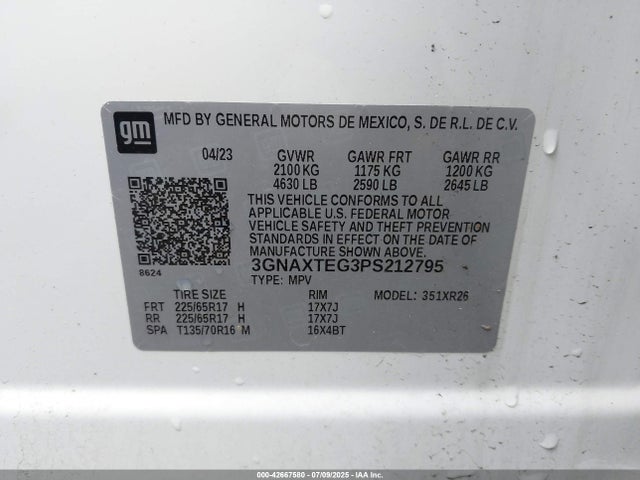 gm MFD BY GENERAL MOTORS DE MEXICO, S. DE R.L. DE C.V.
04/23 GVWR GAWR FRT GAWR RR
2100 KG 1175 KG 1200 KG
4630 LB 2590 LB 2645 LB
THIS VEHICLE CONFORMS TO ALL
APPLICABLE U.S. FEDERAL MOTOR
VEHICLE SAFETY AND THEFT PREVENTION
STANDARDS IN EFFECT ON THE DATE OF
MANUFACTURE SHOWN ABOVE.
3GNAXTEG3PS212795
8624
TYPE: MPV MODEL: 351XR26
TIRE SIZE RIM
FRT 225/65R17 H 17X7J
RR 225/65R17 H 17X7J
SPA T135/70R16 M 16X4BT
000-42667580 | 07/09/2025 | IAA Inc.